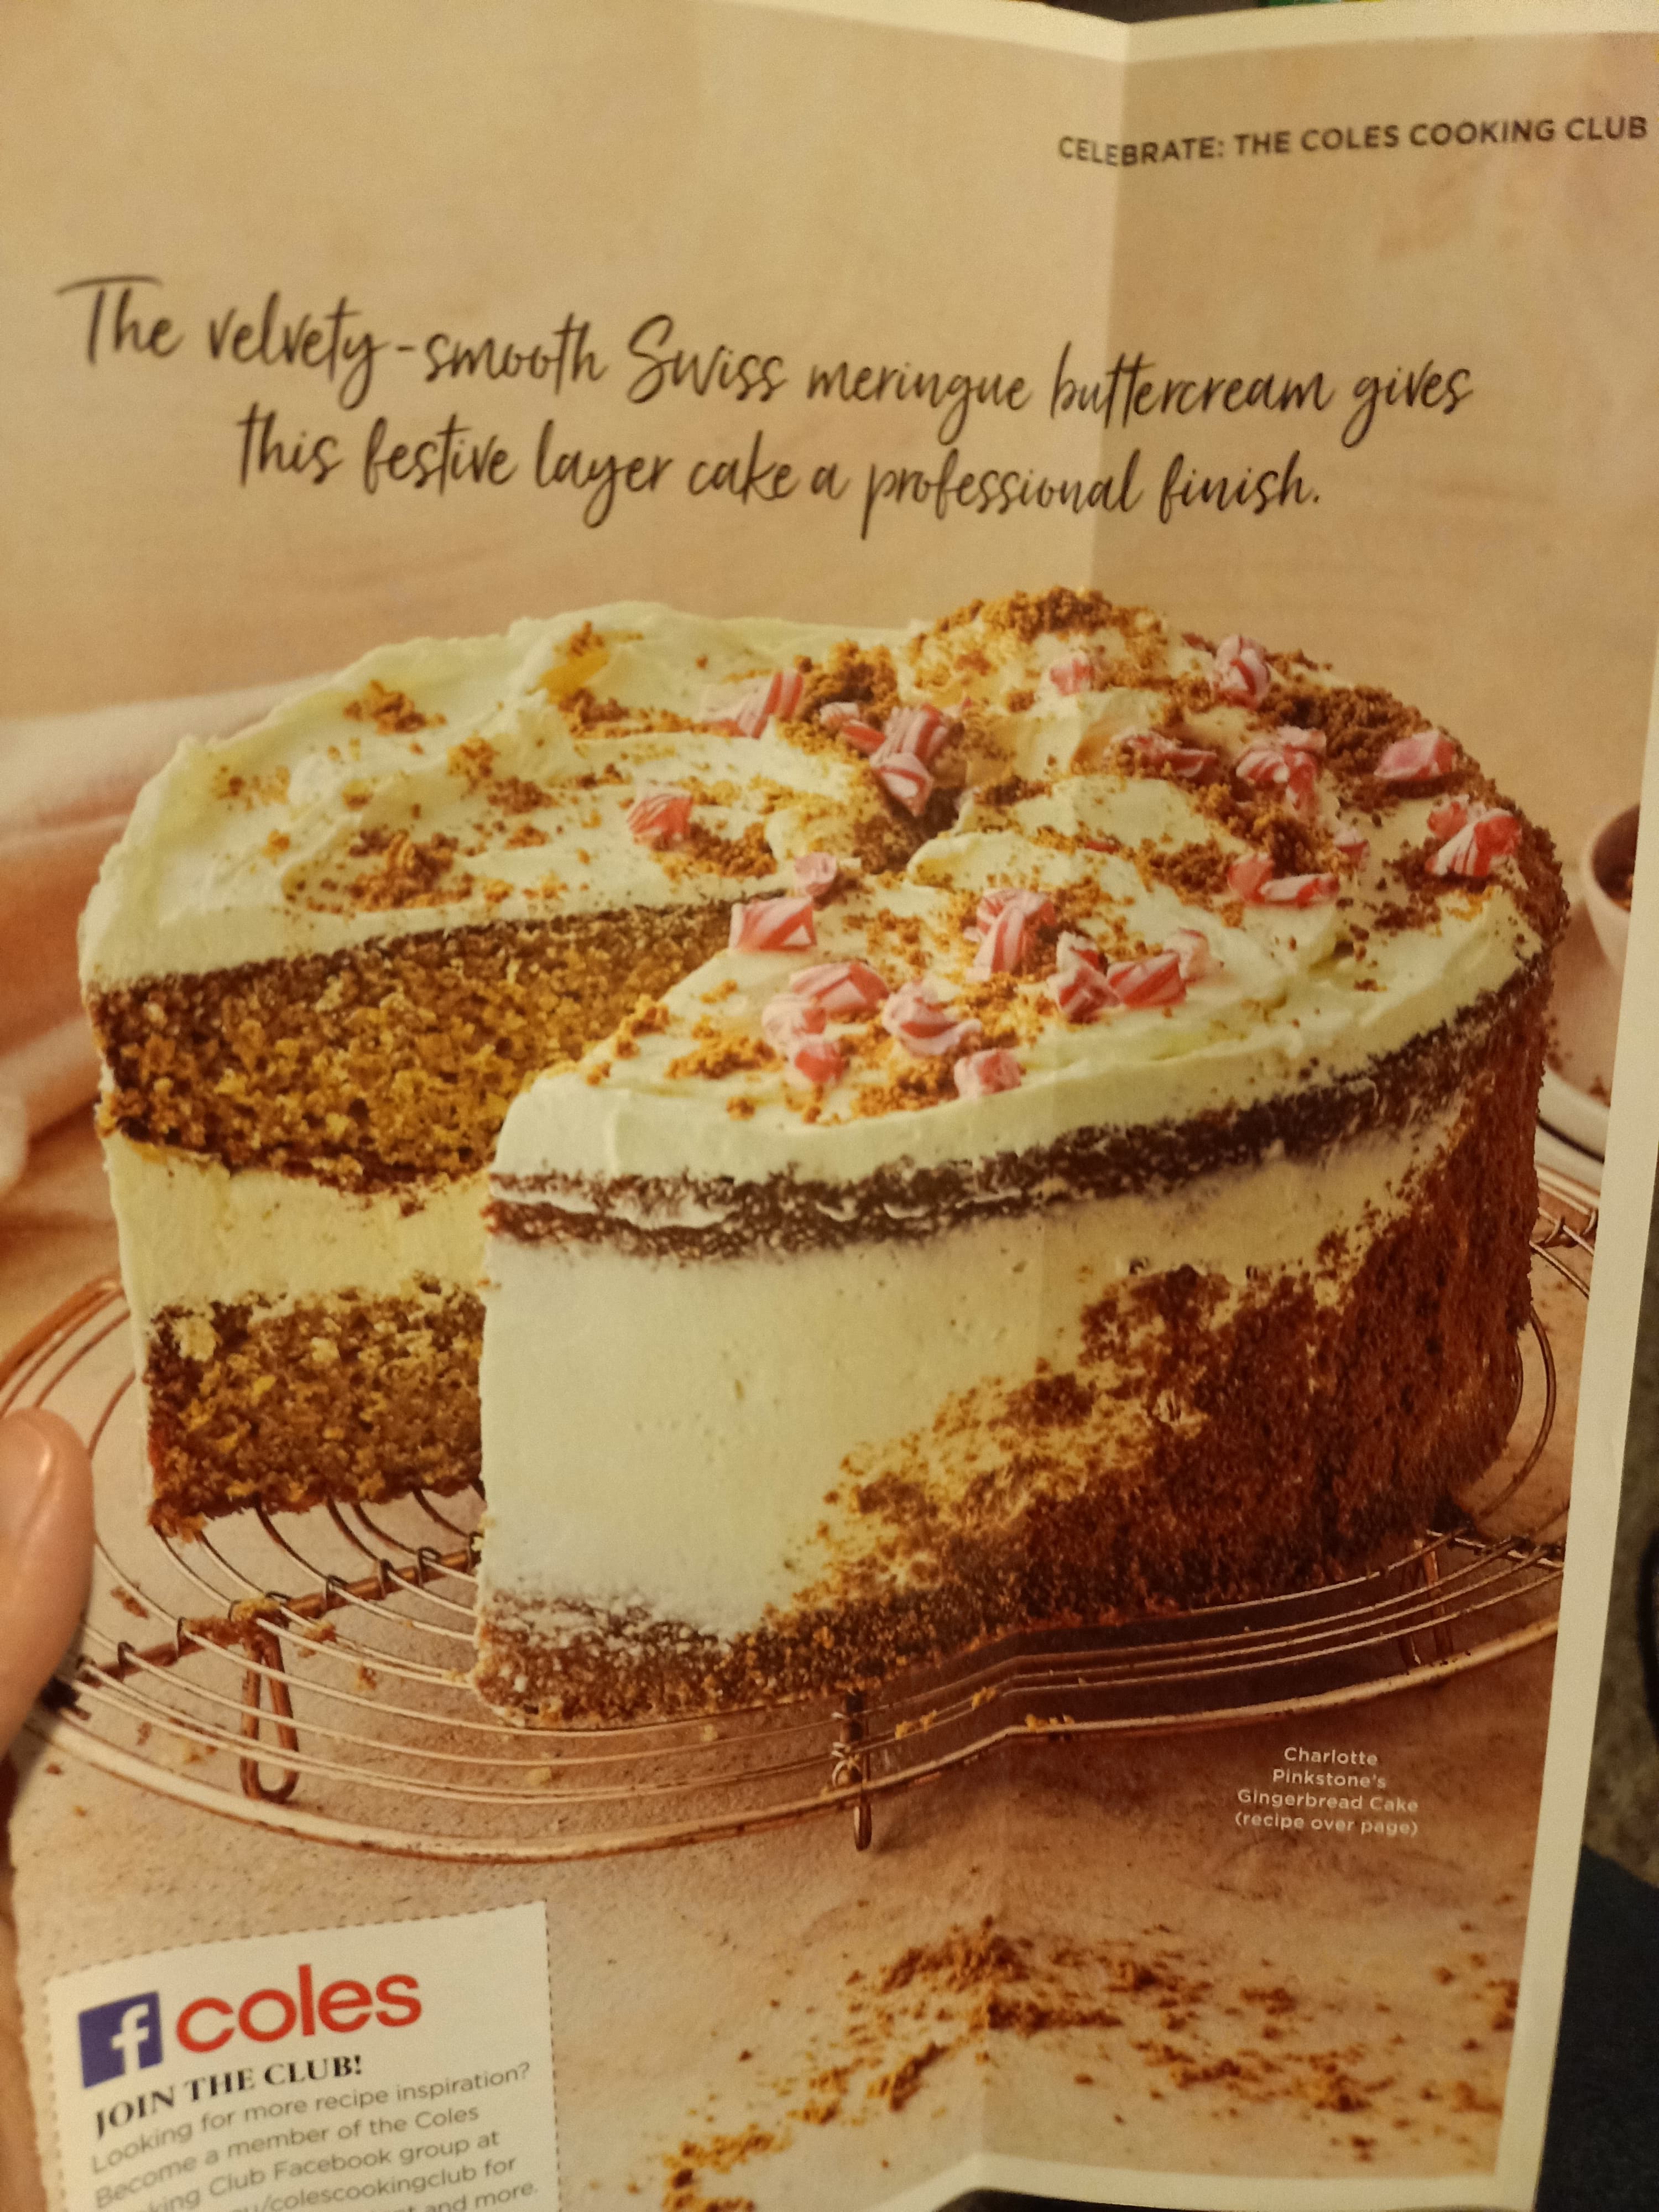 CELEBRATE: THE COLES COOKING CLUB
The velvety-smooth Swiss meringue buttercream gives
this festive layer cake a professional finish.
Charlotte
Pinkstone's
Gingerbread Cake
(recipe over page)
f coles
JOIN THE CLUB!
Looking for more recipe inspiration?
Become a member of the Coles
Club Facebook group at
/colescookingclub for
and more.